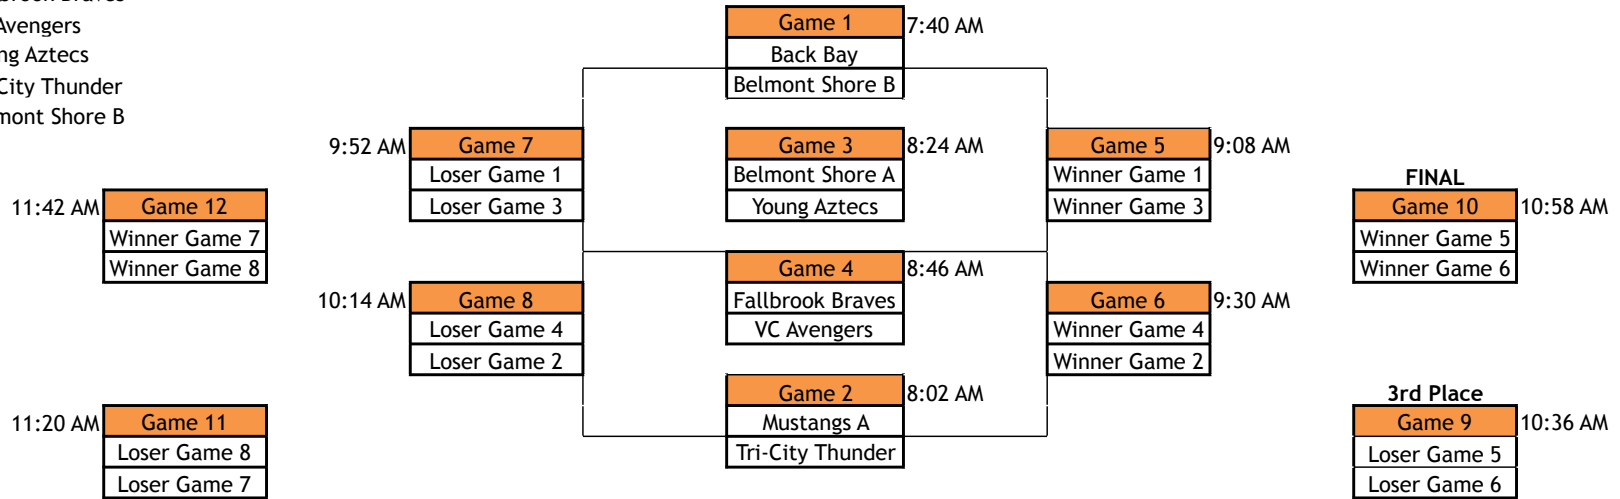 Avengers
Aztecs
City Thunder
Shore B
Game 1 7:40 AM
Back Bay
Belmont Shore B
9:52 AM Game 7
Loser Game 1
Loser Game 3
Game 3 8:24 AM
Belmont Shore A
Young Aztecs
Game 5 9:08 AM
Winner Game 1
Winner Game 3
11:42 AM Game 12
Winner Game 7
Winner Game 8
FINAL
Game 10 10:58 AM
Winner Game 5
Winner Game 6
10:14 AM Game 8
Loser Game 4
Loser Game 2
Game 4 8:46 AM
Fallbrook Braves
VC Avengers
Game 6 9:30 AM
Winner Game 4
Winner Game 2
11:20 AM Game 11
Loser Game 8
Loser Game 7
Game 2 8:02 AM
Mustangs A
Tri-City Thunder
3rd Place
Game 9 10:36 AM
Loser Game 5
Loser Game 6